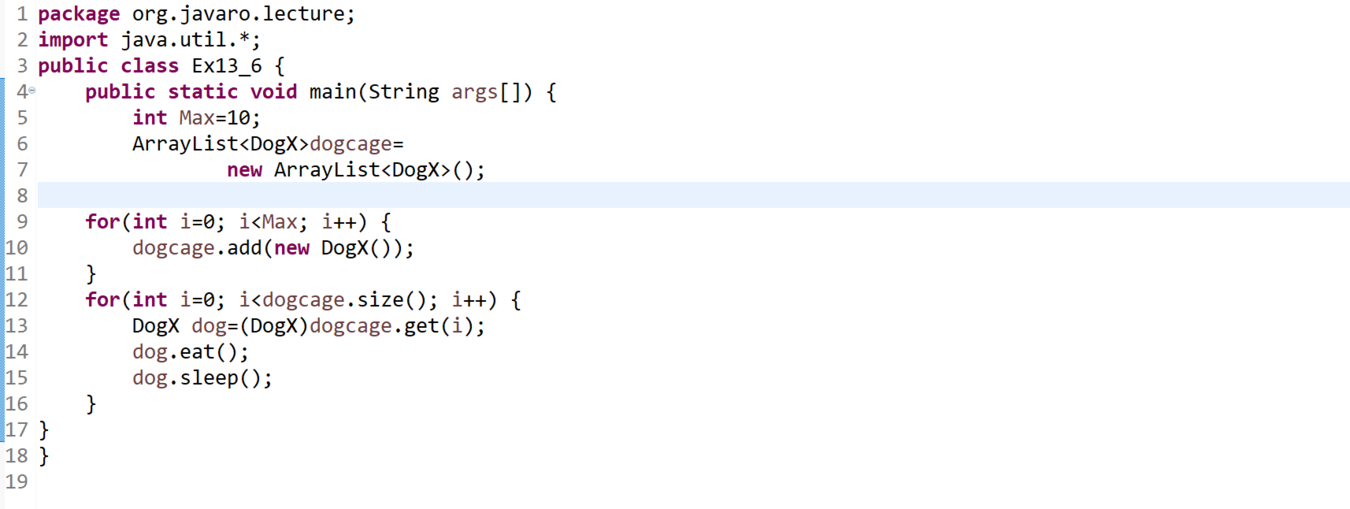 1 package org.javaro.lecture;
2 import java.util.*;
3 public class Ex13_6 {
4     public static void main(String args[]) {
5         int Max=10;
6         ArrayList<DogX>dogcage=
7                 new ArrayList<DogX>();
8
9     for(int i=0; i<Max; i++) {
10         dogcage.add(new DogX());
11     }
12     for(int i=0; i<dogcage.size(); i++) {
13         DogX dog=(DogX)dogcage.get(i);
14         dog.eat();
15         dog.sleep();
16     }
17 }
18 }
19